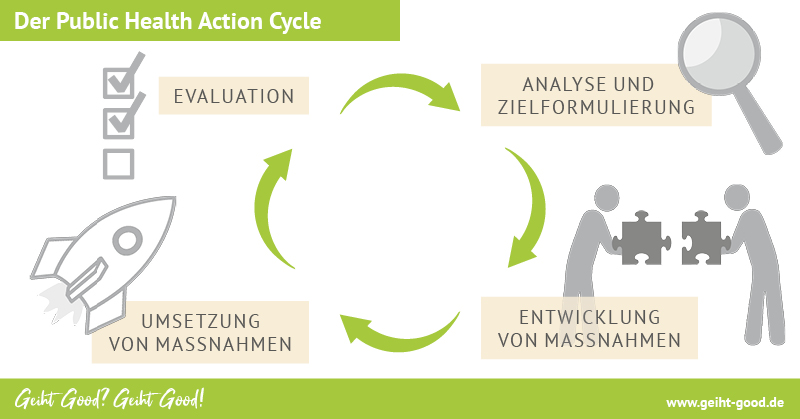 Der Public Health Action Cycle
EVALUATION
ANALYSE UND
ZIELFORMULIERUNG
UMSETZUNG
VON MASSNAHMEN
ENTWICKLUNG
VON MASSNAHMEN
Geiht Good? Geiht Good!
www.geiht-good.de